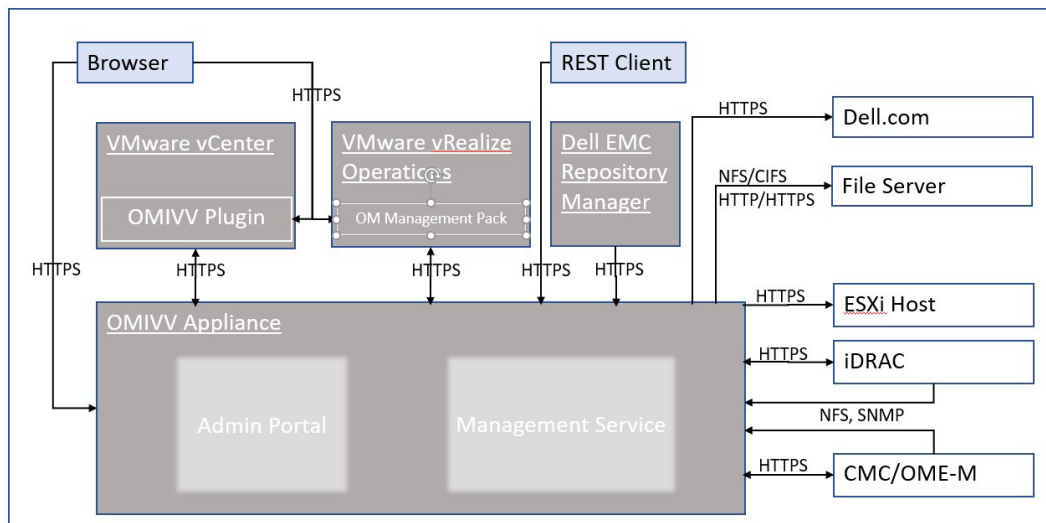 Browser
REST Client
HTTPS
HTTPS
Dell.com
VMware vCenter
OMIVV Plugin
VMware vRealize
Operations
OM Management Pack
Dell EMC
Repository
Manager
NFS/CIFS
HTTP/HTTPS
File Server
HTTPS
HTTPS
HTTPS
HTTPS
HTTPS
HTTPS
ESXi Host
OMIVV Appliance
Admin Portal
Management Service
HTTPS
iDRAC
NFS, SNMP
HTTPS
CMC/OME-M